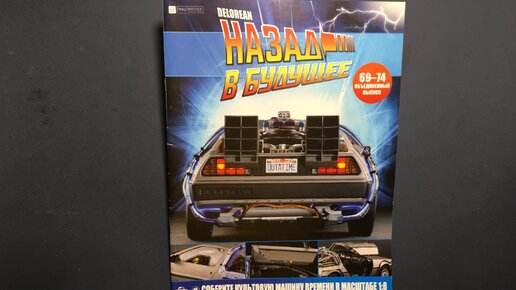 DELOREAN
НАЗАД
В БУДУЩЕЕ
69–74
ОБЪЕДИНЕННЫЙ
ВЫПУСК
OUTATIME
СОБЕРИТЕ КУЛЬТОВУЮ МАШИНУ ВРЕМЕНИ В МАСШТАБЕ 1:8